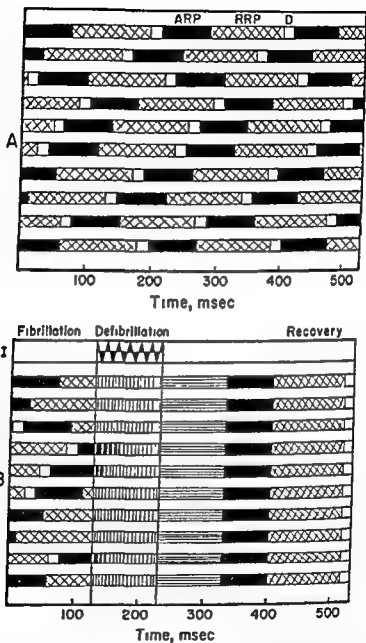 ARP RRP D
A
100 200 300 400 500
Time, msec
Fibrillation Defibrillation Recovery
I
B
100 200 300 400 500
Time, msec